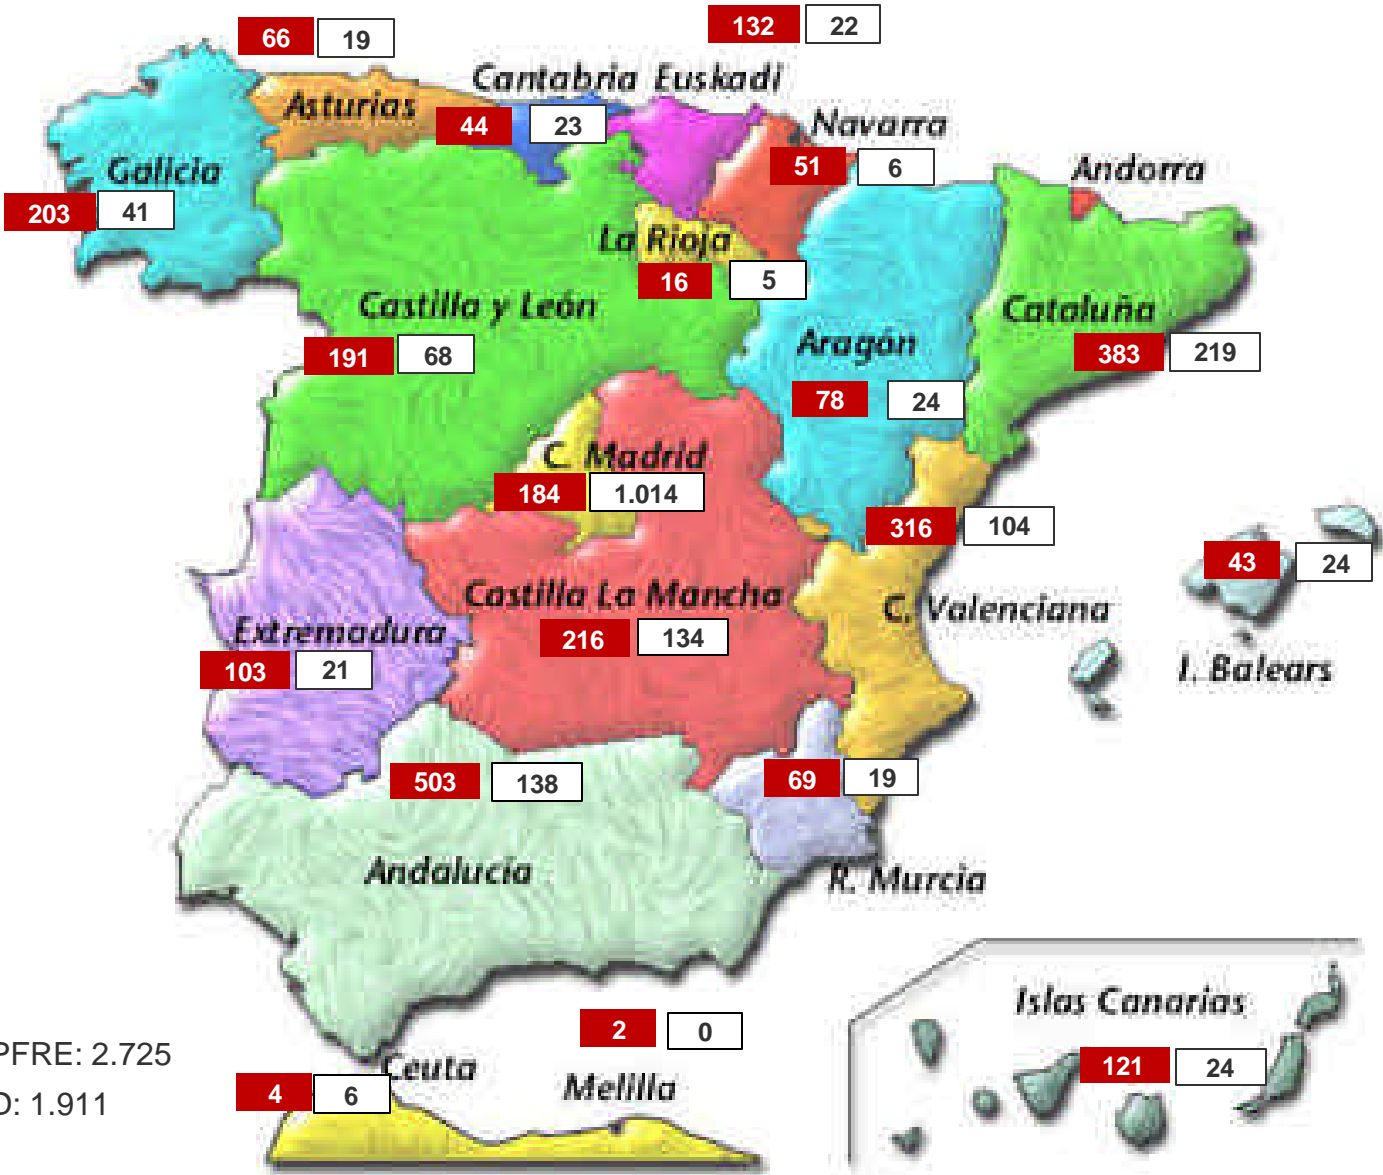 66 19
132 22
Cantabria Euskadi
Asturias
44 23
Navarra
51 6
Andorra
Galicia
203 41
La Rioja
16 5
Castilla y León
191 68
Cataluña
383 219
Aragón
78 24
C. Madrid
184 1.014
316 104
43 24
Castilla La Mancha
216 134
C. Valenciana
Extremadura
103 21
I. Balears
503 138
69 19
Andalucía
R. Murcia
Islas Canarias
2 0
PFRE: 2.725
Ceuta
121 24
Melilla
4 6
O: 1.911